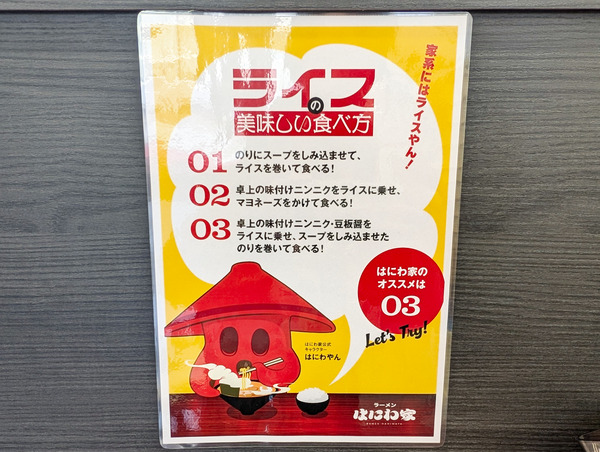 家系にはライスやん!
ライスの
美味しい食べ方
01 のりにスープをしみ込ませて、
ライスを巻いて食べる!
02 卓上の味付けニンニクをライスに乗せ、
マヨネーズをかけて食べる!
03 卓上の味付けニンニク・豆板醤を
ライスに乗せ、スープをしみ込ませた
のりを巻いて食べる!
はにわ家の
オススメは
03
Let's Try!
はにわ家公式
キャラクター
はにわやん
ラーメン
はにわ家
RAMEN HANIWAYA